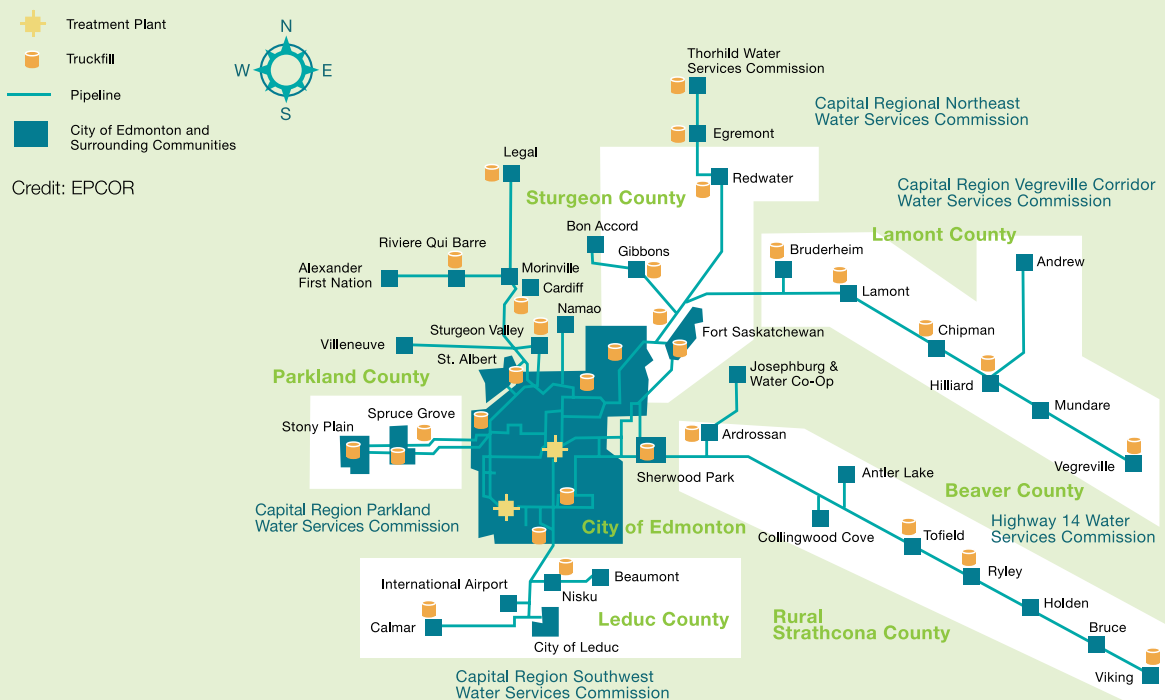 Treatment Plant
Truckfill
Pipeline
City of Edmonton and
Surrounding Communities
Credit: EPCOR
N
W
E
S
Thorhild Water
Services Commission
Capital Regional Northeast
Water Services Commission
Egremont
Legal
Redwater
Capital Region Vegreville Corridor
Water Services Commission
Sturgeon County
Bon Accord
Lamont County
Riviere Qui Barre
Gibbons
Bruderheim
Andrew
Alexander
First Nation
Morinville
Cardiff
Lamont
Namao
Sturgeon Valley
Chipman
Fort Saskatchewan
Villeneuve
St. Albert
Josephburg &
Water Co-Op
Hilliard
Parkland County
Mundare
Spruce Grove
Stony Plain
Ardrossan
Vegreville
Sherwood Park
Antler Lake
Beaver County
Capital Region Parkland
Water Services Commission
City of Edmonton
Collingwood Cove
Highway 14 Water
Services Commission
Tofield
Ryley
International Airport
Beaumont
Nisku
Holden
Leduc County
Rural
Strathcona County
Calmar
City of Leduc
Bruce
Viking
Capital Region Southwest
Water Services Commission